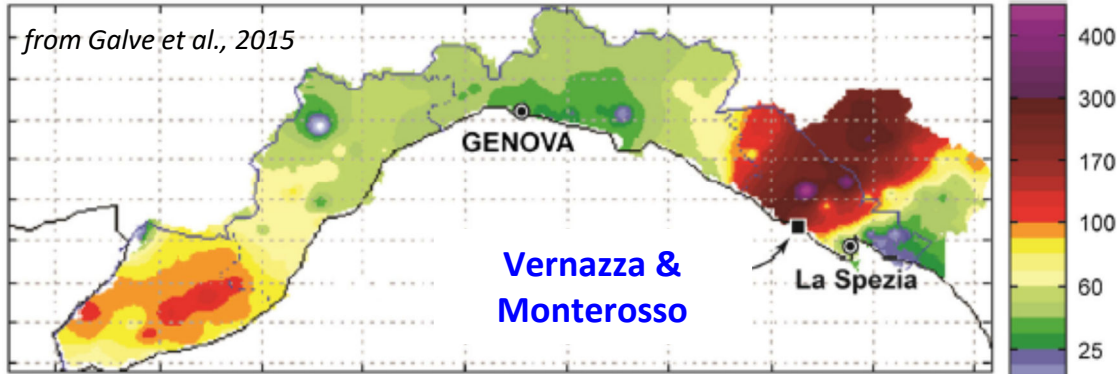 from Galve et al., 2015
GENOVA
Vernazza &
Monterosso
La Spezia
400
300
170
100
60
25